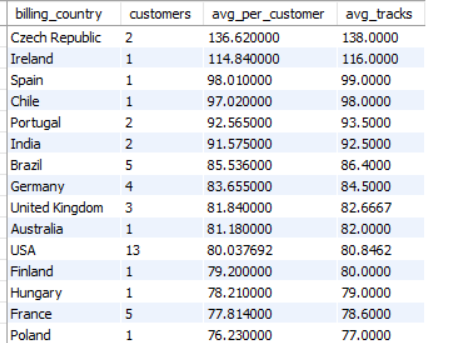 billing_country customers avg_per_customer avg_tracks
Czech Republic 2 136.620000 138.0000
Ireland 1 114.840000 116.0000
Spain 1 98.010000 99.0000
Chile 1 97.020000 98.0000
Portugal 2 92.565000 93.5000
India 2 91.575000 92.5000
Brazil 5 85.536000 86.4000
Germany 4 83.655000 84.5000
United Kingdom 3 81.840000 82.6667
Australia 1 81.180000 82.0000
USA 13 80.037692 80.8462
Finland 1 79.200000 80.0000
Hungary 1 78.210000 79.0000
France 5 77.814000 78.6000
Poland 1 76.230000 77.0000